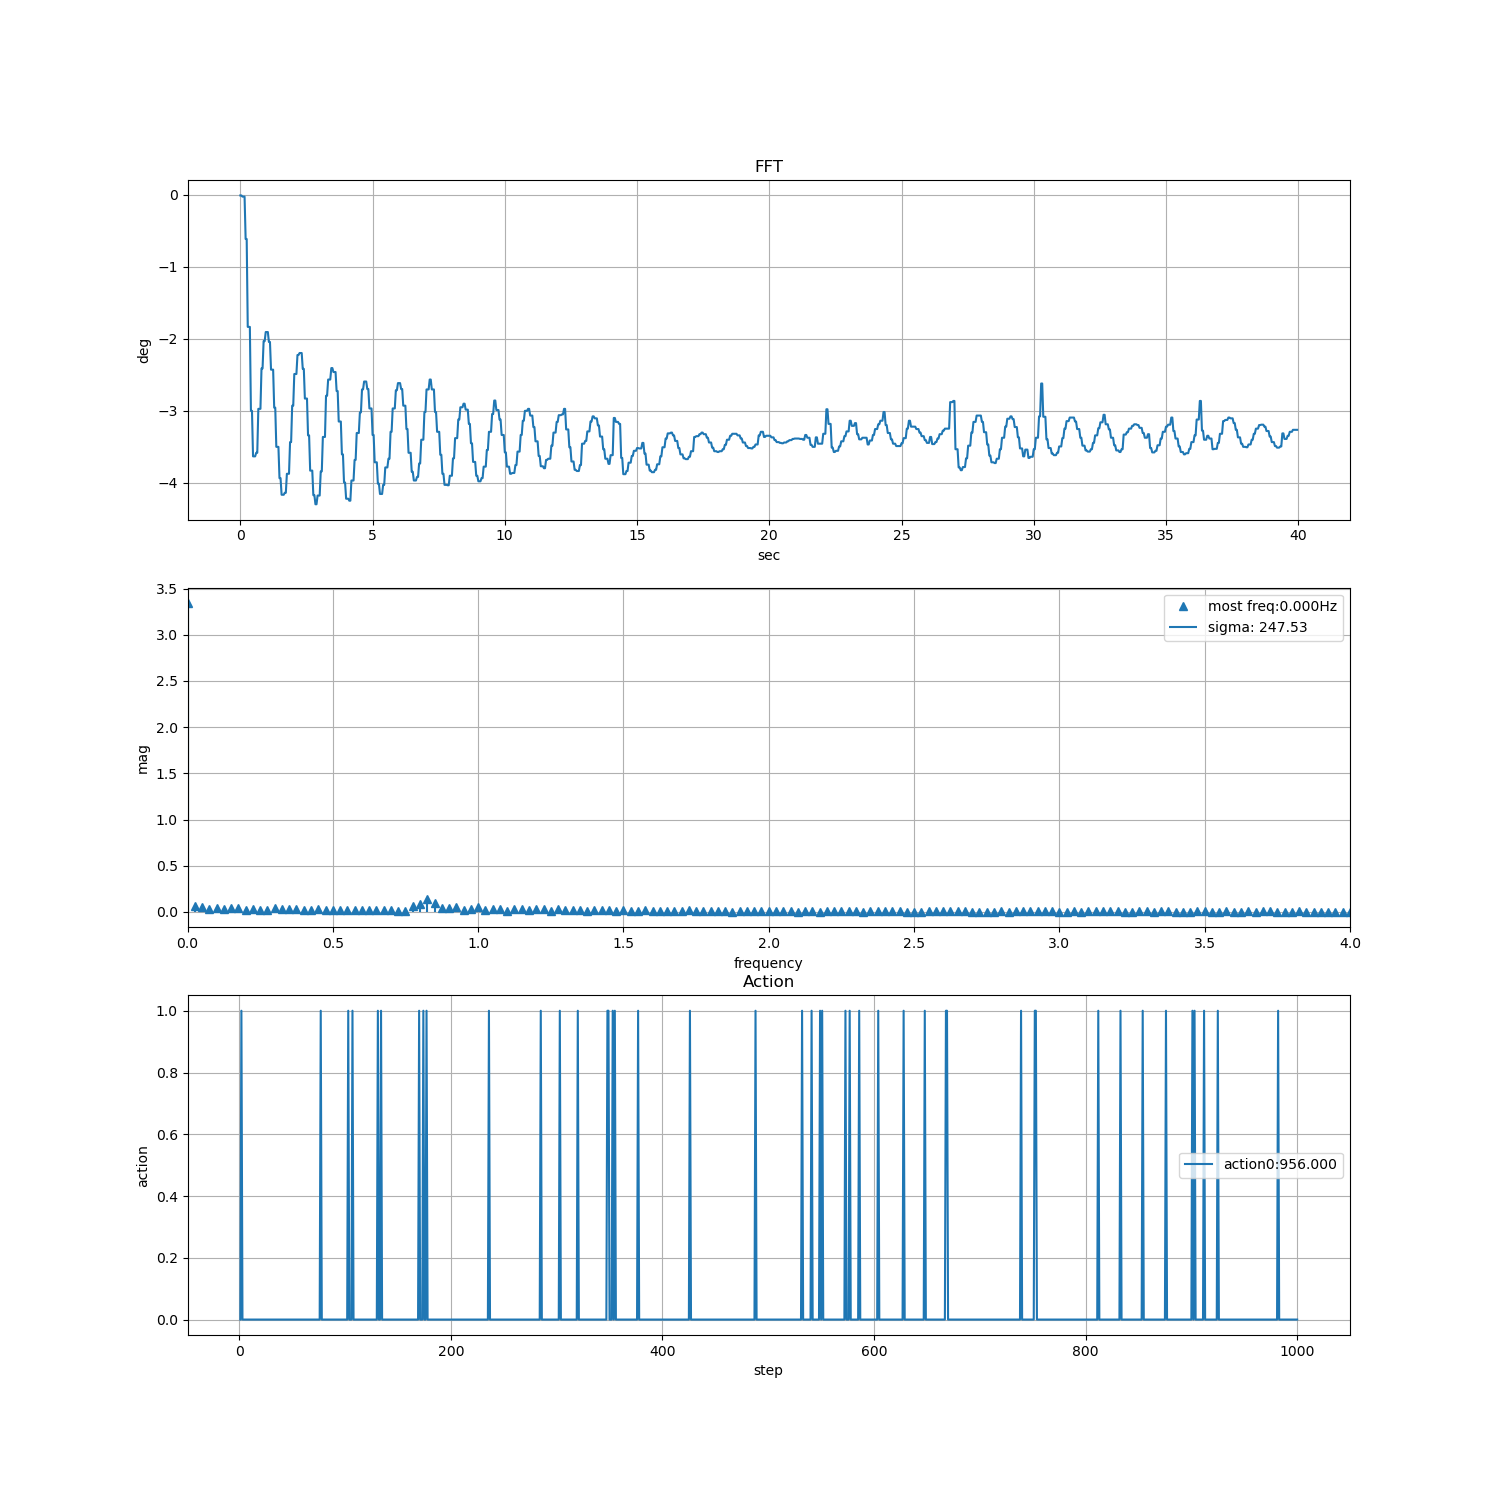 FFT
0
−1
−2
−3
−4
deg
0 5 10 15 20 25 30 35 40
sec
3.5
3.0
2.5
2.0
1.5
1.0
0.5
0.0
mag
most freq:0.000Hz
sigma: 247.53
0.0 0.5 1.0 1.5 2.0 2.5 3.0 3.5 4.0
frequency
Action
1.0
0.8
0.6
0.4
0.2
0.0
action
action0:956.000
0 200 400 600 800 1000
step